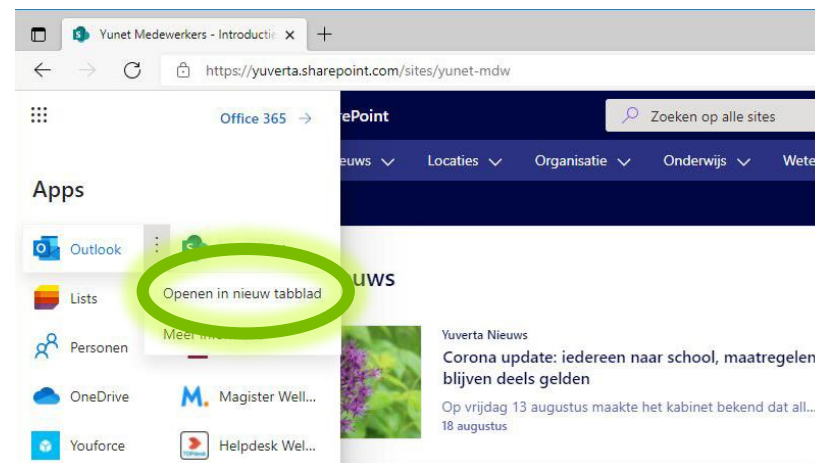 Yunet Medewerkers - Introductie
https://yuverta.sharepoint.com/sites/yunet-mdw
Office 365 →
ePoint
Zoeken op alle sites
euws
Locaties
Organisatie
Onderwijs
Wete
Apps
Outlook
Openen in nieuw tabblad
uws
Lists
Meer
Personen
Yuverta Nieuws
Corona update: iedereen naar school, maatregelen
blijven deels gelden
OneDrive
Magister Well...
Op vrijdag 13 augustus maakte het kabinet bekend dat all...
18 augustus
Youforce
Helpdesk Wel...